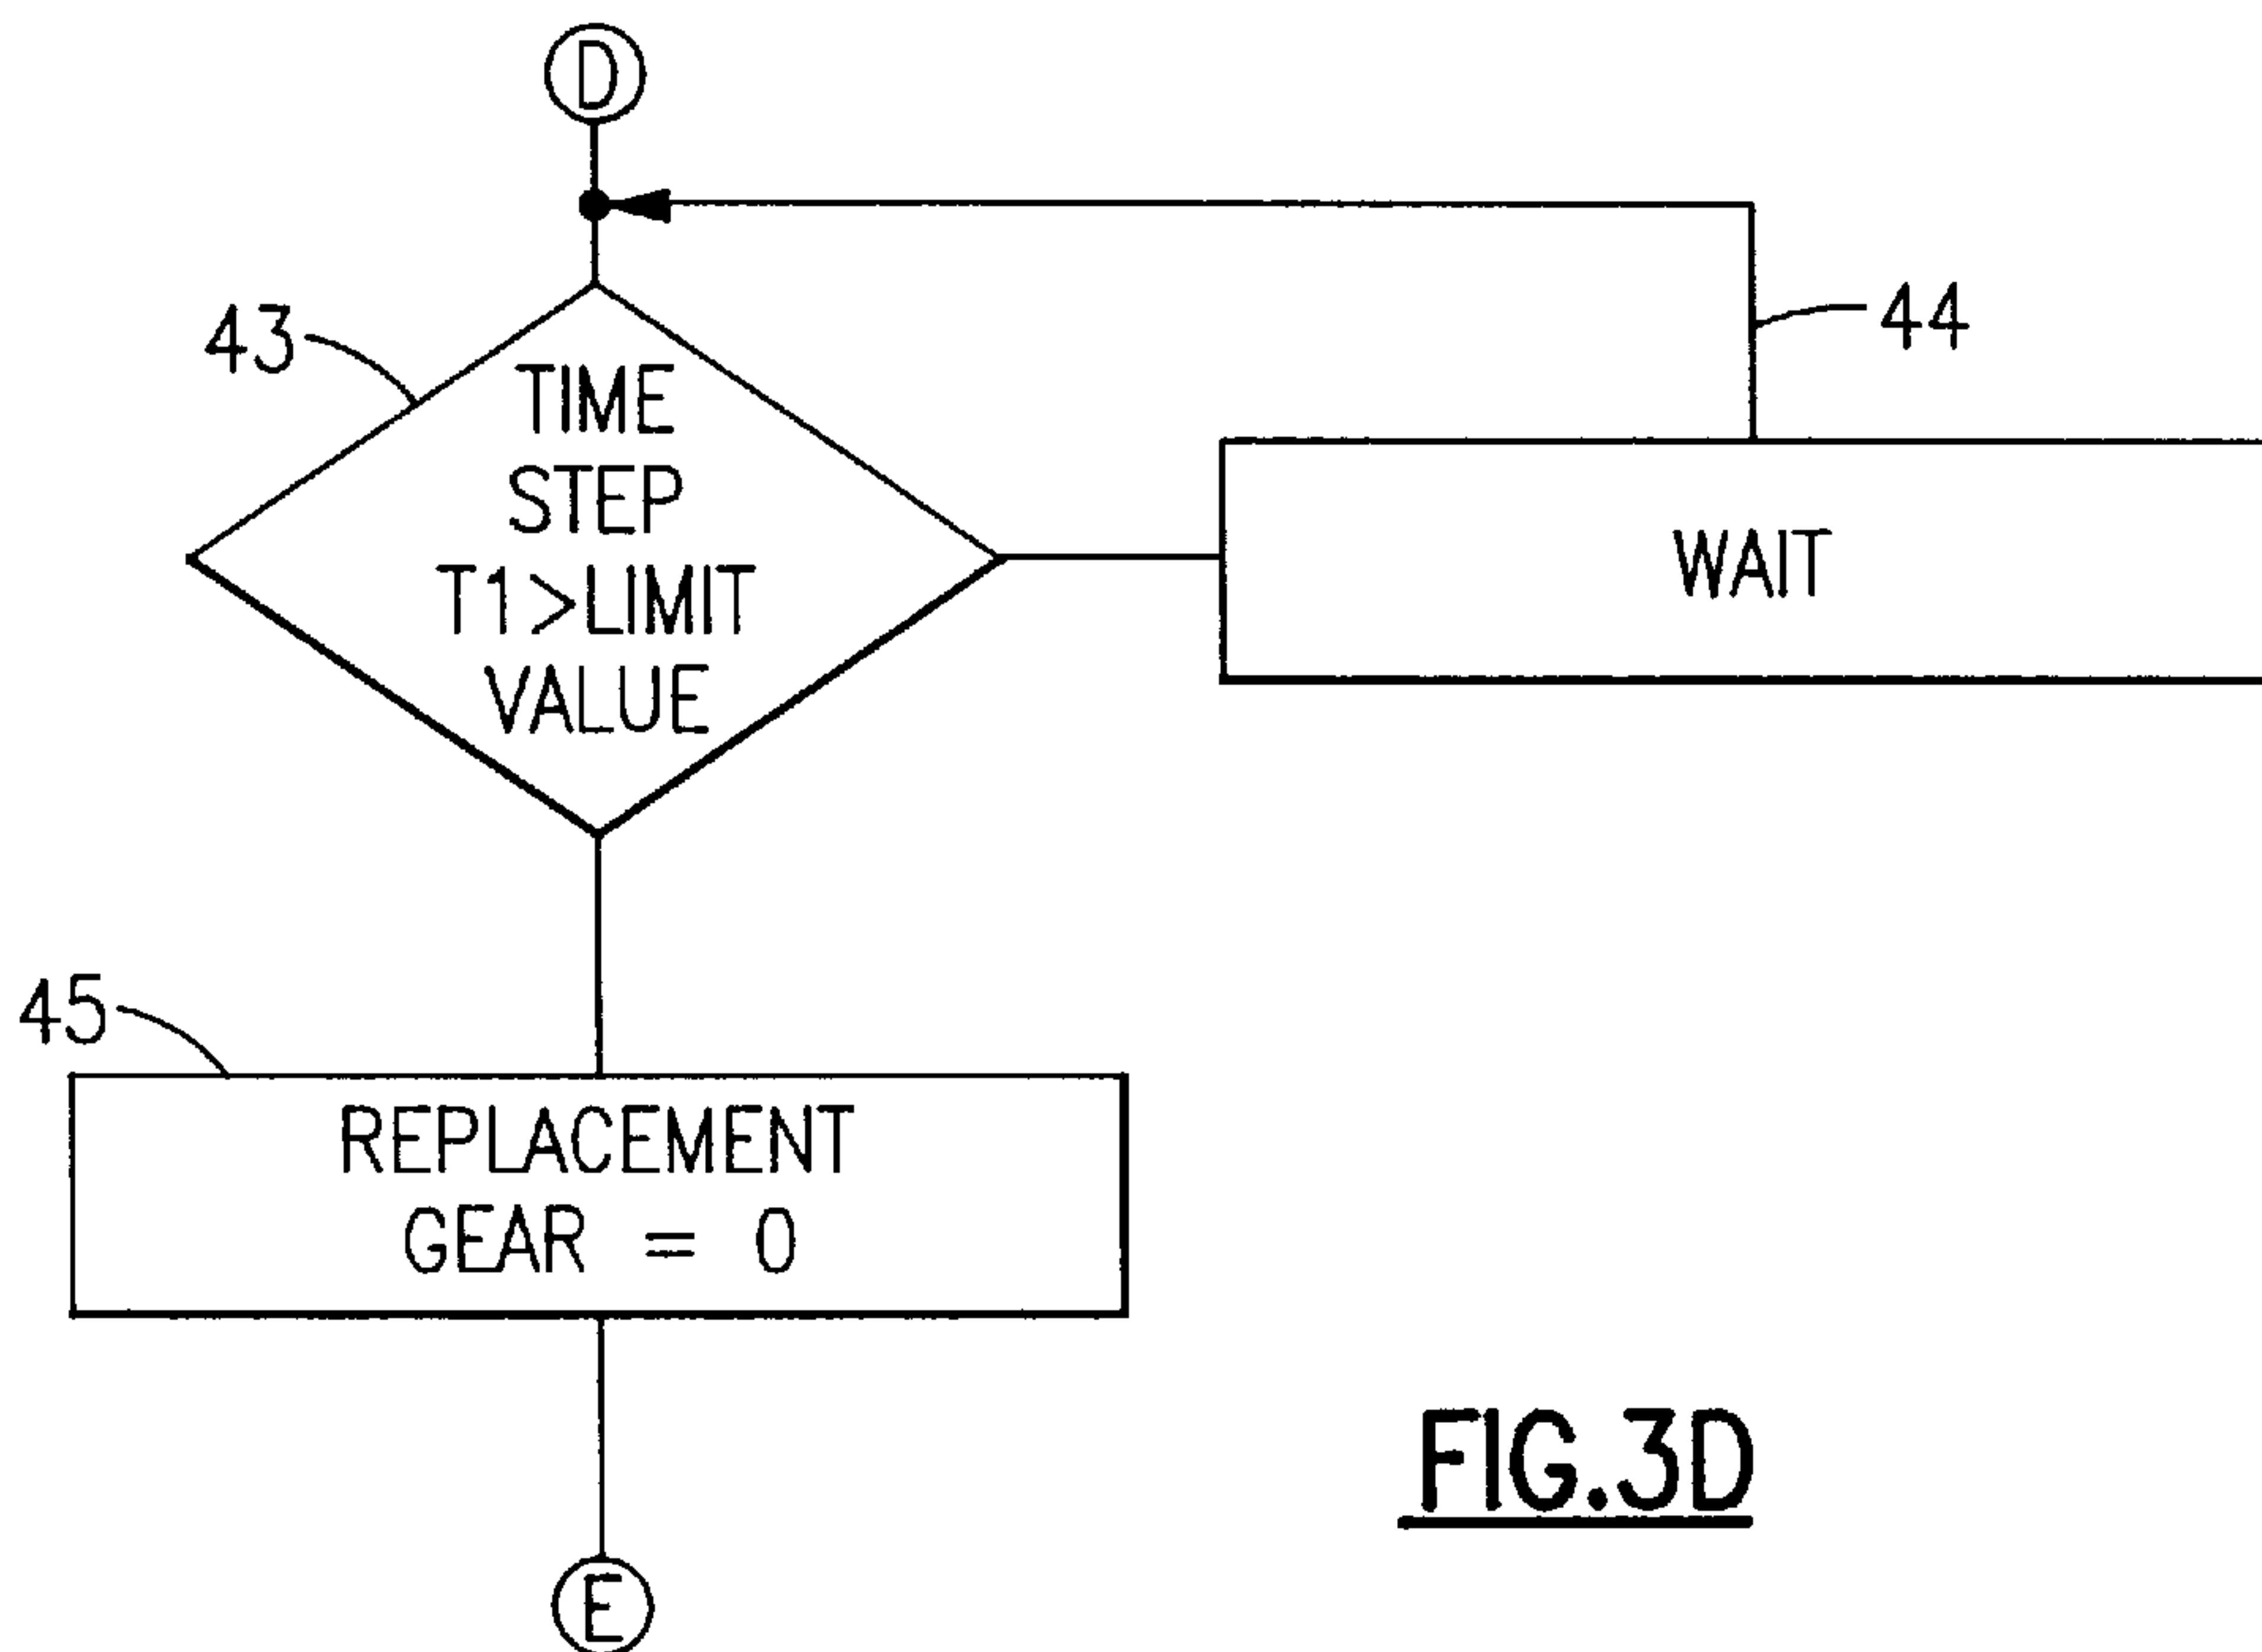 D
43
44
TIME
STEP
T1>LIMIT
VALUE
WAIT
45
REPLACEMENT
GEAR = 0
FIG.3D
E